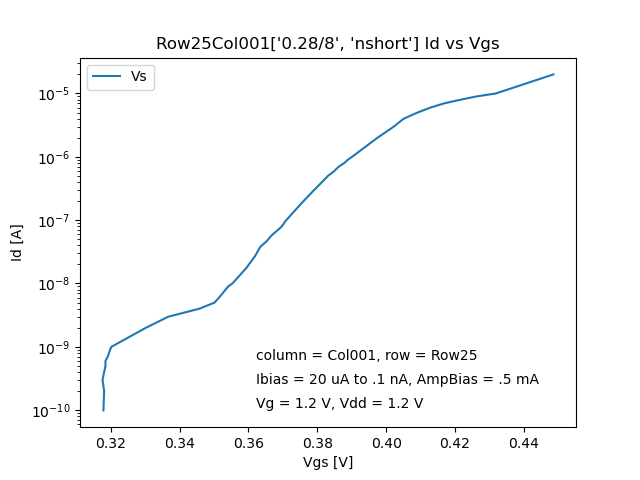 Row25Col001['0.28/8', 'nshort'] Id vs Vgs
Vs
10⁻⁵
10⁻⁶
10⁻⁷
10⁻⁸
10⁻⁹
10⁻¹⁰
Id [A]
column = Col001, row = Row25
Ibias = 20 uA to .1 nA, AmpBias = .5 mA
Vg = 1.2 V, Vdd = 1.2 V
0.32 0.34 0.36 0.38 0.40 0.42 0.44
Vgs [V]